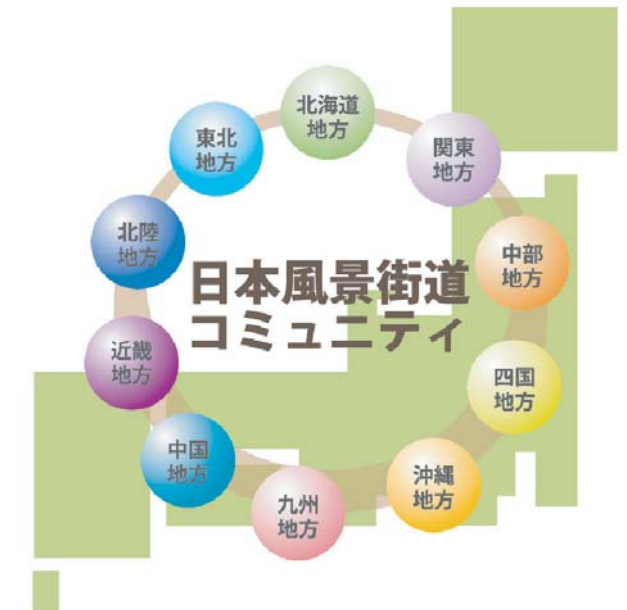 北海道
地方
関東
地方
中部
地方
四国
地方
沖縄
地方
九州
地方
中国
地方
近畿
地方
北陸
地方
東北
地方
日本風景街道
コミュニティ